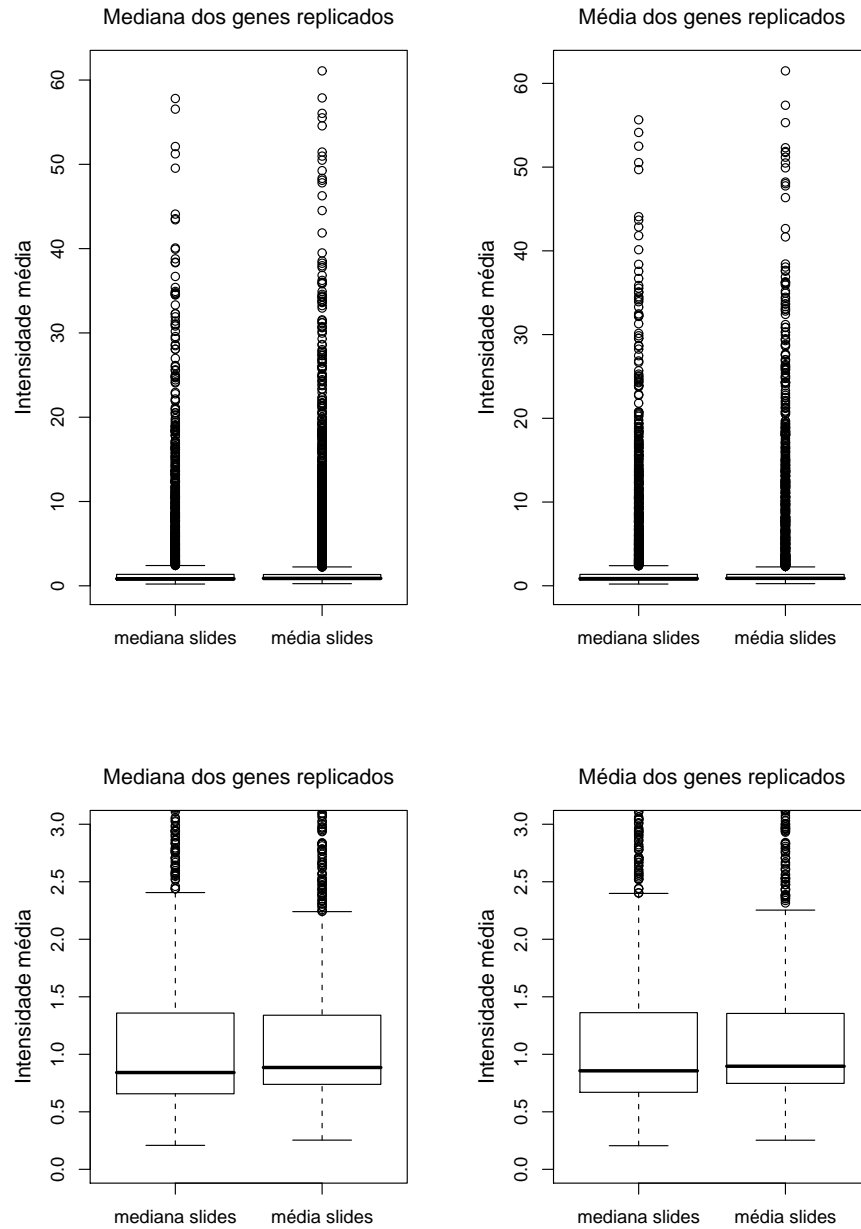 Mediana dos genes replicados
Média dos genes replicados
Intensidade média
0
10
20
30
40
50
60
mediana slides
média slides
Intensidade média
0
10
20
30
40
50
60
mediana slides
média slides
Mediana dos genes replicados
Média dos genes replicados
Intensidade média
0.0
0.5
1.0
1.5
2.0
2.5
3.0
mediana slides
média slides
Intensidade média
0.0
0.5
1.0
1.5
2.0
2.5
3.0
mediana slides
média slides